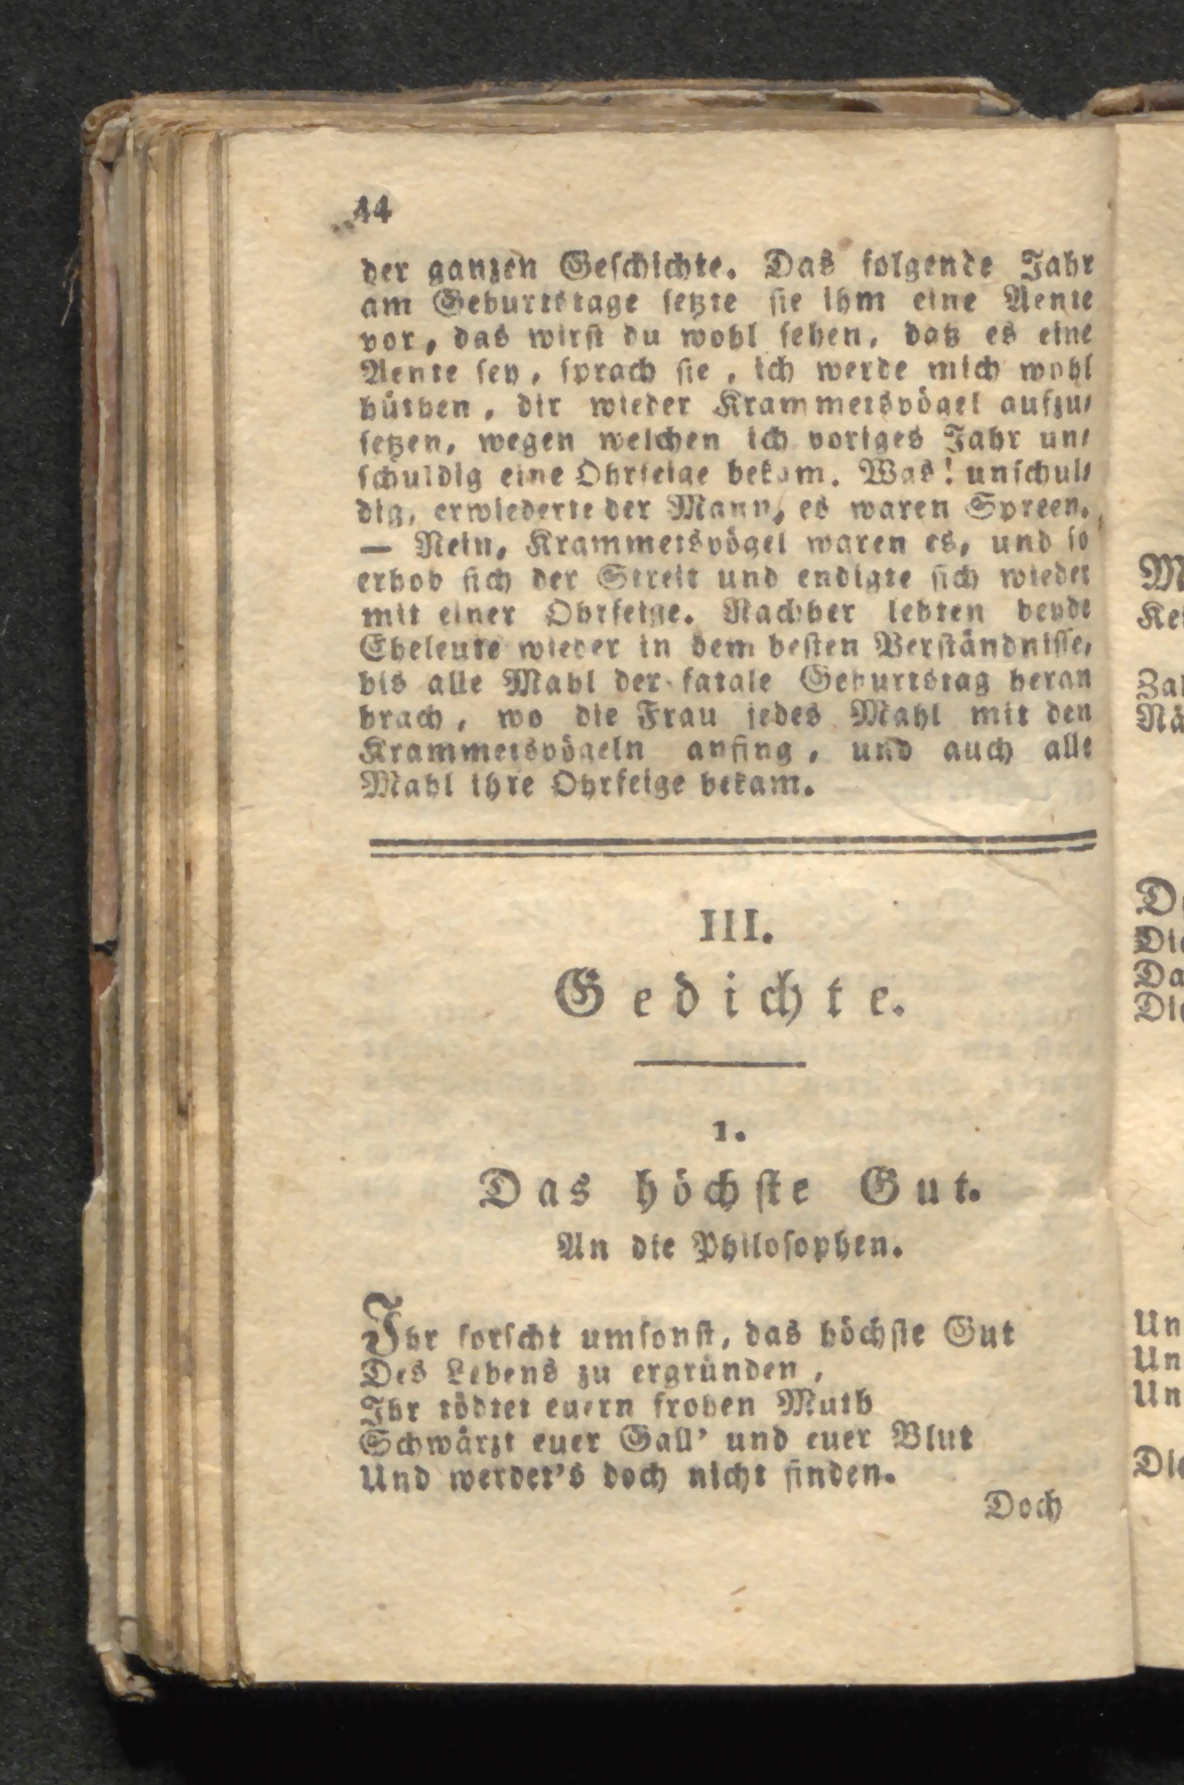 44
der ganzen Geschichte. Das folgende Jahr
am Geburtstage setzte sie ihm eine Aente
vor, das wirst du wohl sehen, daß es eine
Aente sey, sprach sie, ich werde mich wohl
hüthen, dir wieder Krammetsvögel aufzu-
setzen, wegen welchen ich voriges Jahr un-
schuldig eine Ohrfeige bekam. Was! unschul-
dig, erwiederte der Mann, es waren Spreen.
— Nein, Krammetsvögel waren es, und so
erhob sich der Streit und endigte sich wieder
mit einer Ohrfeige. Nachher lebten beyde
Eheleute wieder in dem besten Verständnisse,
bis alle Mahl der fatale Geburtstag heran
brach, wo die Frau jedes Mahl mit den
Krammetsvögeln anfing, und auch alle
Mahl ihre Ohrfeige bekam.
III.
Gedichte.
1.
Das höchste Gut.
An die Philosophen.
Ihr forscht umsonst, das höchste Gut
Des Lebens zu ergründen,
Ihr tödtet euern frohen Muth
Schwärzt euer Gall' und euer Blut
Und werdet's doch nicht finden.
Doch